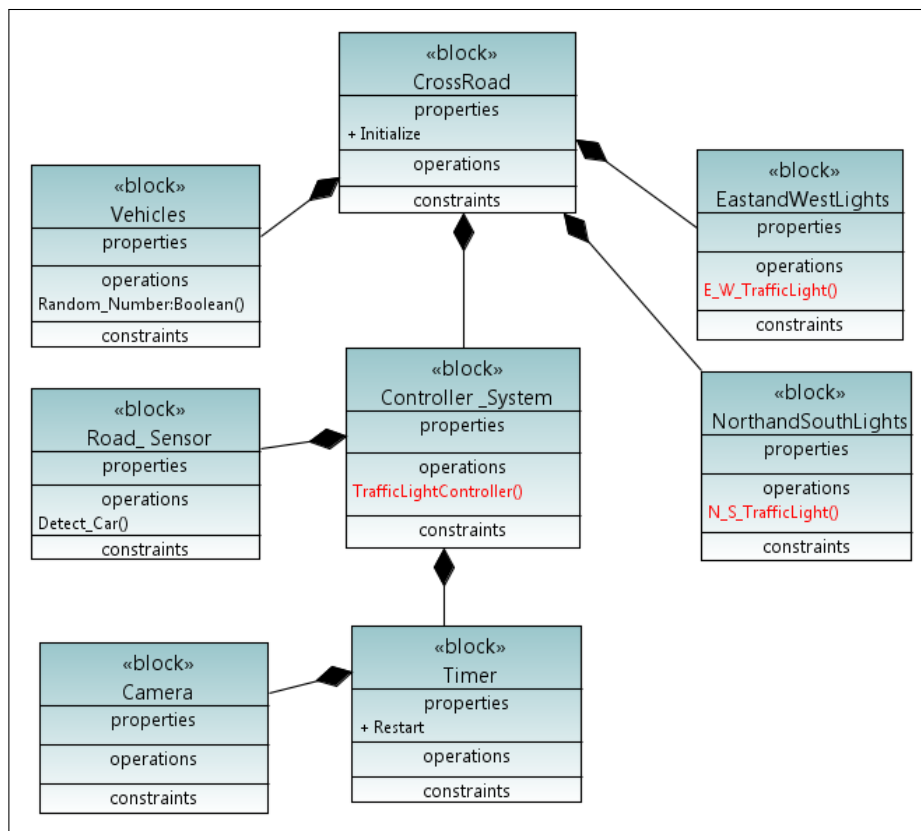 «block»
CrossRoad
properties
+ Initialize
operations
constraints
«block»
Vehicles
properties
operations
Random_Number:Boolean()
constraints
«block»
EastandWestLights
properties
operations
E_W_TrafficLight()
constraints
«block»
Controller _System
properties
operations
TrafficLightController()
constraints
«block»
Road_ Sensor
properties
operations
Detect_Car()
constraints
«block»
NorthandSouthLights
properties
operations
N_S_TrafficLight()
constraints
«block»
Camera
properties
operations
constraints
«block»
Timer
properties
+ Restart
operations
constraints